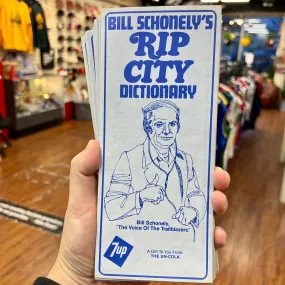 BILL SCHONELY'S
RIP
CITY
DICTIONARY
Bill Schonely,
"The Voice Of The Trailblazers"
7up
A Gift To You From
THE UN-COLA